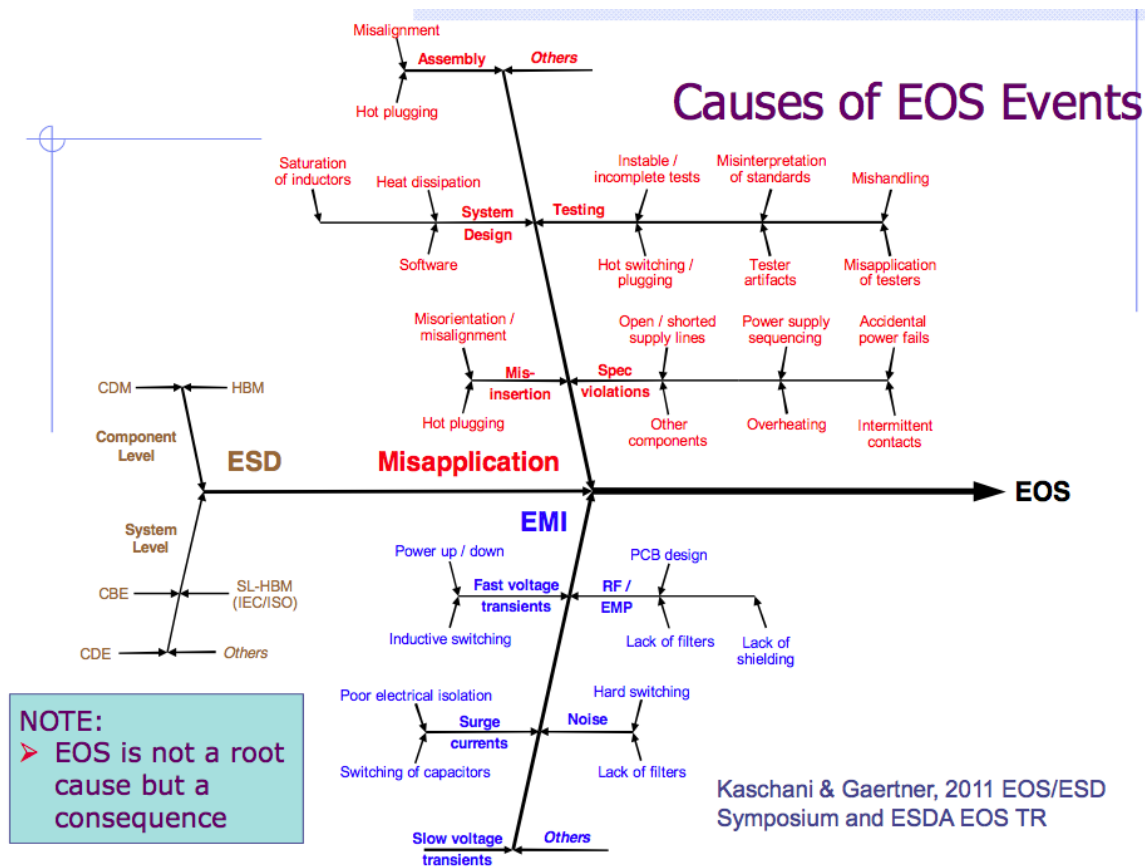 Causes of EOS Events
Misalignment
Assembly
Others
Hot plugging
Saturation
of inductors
Heat dissipation
System
Design
Software
Testing
Instable /
incomplete tests
Misinterpretation
of standards
Mishandling
Hot switching /
plugging
Tester
artifacts
Misapplication
of testers
Misorientation /
misalignment
Mis-
insertion
Hot plugging
Spec
violations
Open / shorted
supply lines
Power supply
sequencing
Accidental
power fails
Other
components
Overheating
Intermittent
contacts
CDM
HBM
Component
Level
ESD
Misapplication
EOS
EMI
System
Level
CBE
SL-HBM
(IEC/ISO)
CDE
Others
Power up / down
Fast voltage
transients
Inductive switching
RF /
EMP
PCB design
Lack of filters
Lack of
shielding
Poor electrical isolation
Surge
currents
Switching of capacitors
Noise
Hard switching
Lack of filters
Slow voltage
transients
Others
NOTE:
EOS is not a root
cause but a
consequence
Kaschani & Gaertner, 2011 EOS/ESD
Symposium and ESDA EOS TR